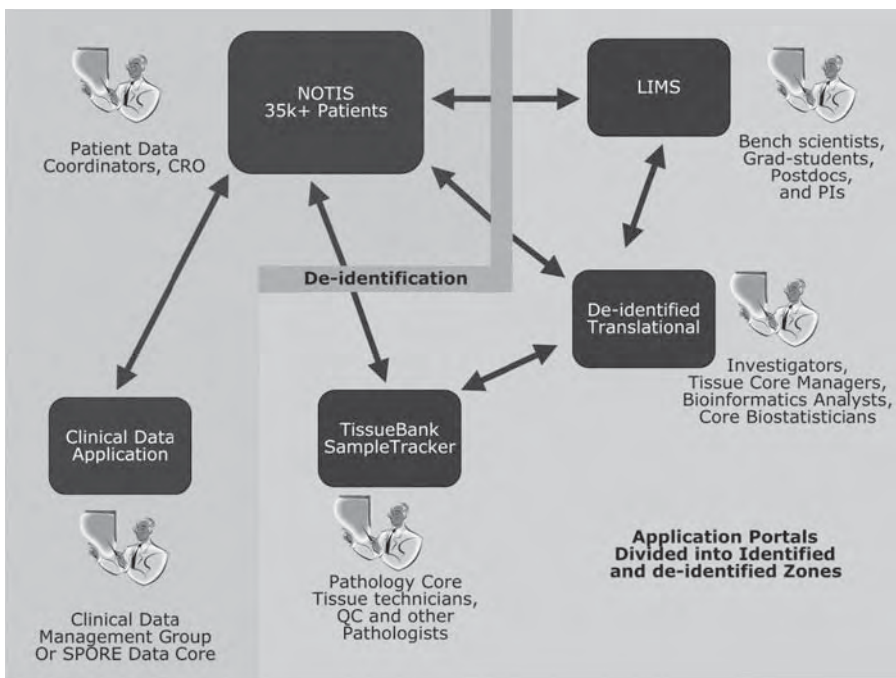 NOTIS
35k+ Patients
LIMS
Patient Data
Coordinators, CRO
Bench scientists,
Grad-students,
Postdocs,
and PIs
De-identification
De-identified
Translational
Investigators,
Tissue Core Managers,
Bioinformatics Analysts,
Core Biostatisticians
Clinical Data
Application
TissueBank
SampleTracker
Application Portals
Divided into Identified
and de-identified Zones
Clinical Data
Management Group
Or SPORE Data Core
Pathology Core
Tissue technicians,
QC and other
Pathologists